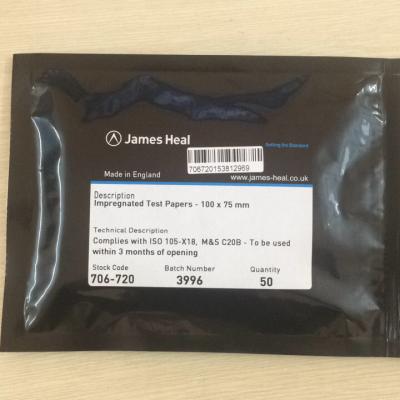 James Heal
Setting the Standard
706720153812969
Made in England
www.james-heal.co.uk
Description
Impregnated Test Papers - 100 x 75 mm
Technical Description
Complies with ISO 105-X18, M&S C20B - To be used
within 3 months of opening
Stock Code Batch Number Quantity
706-720 3996 50